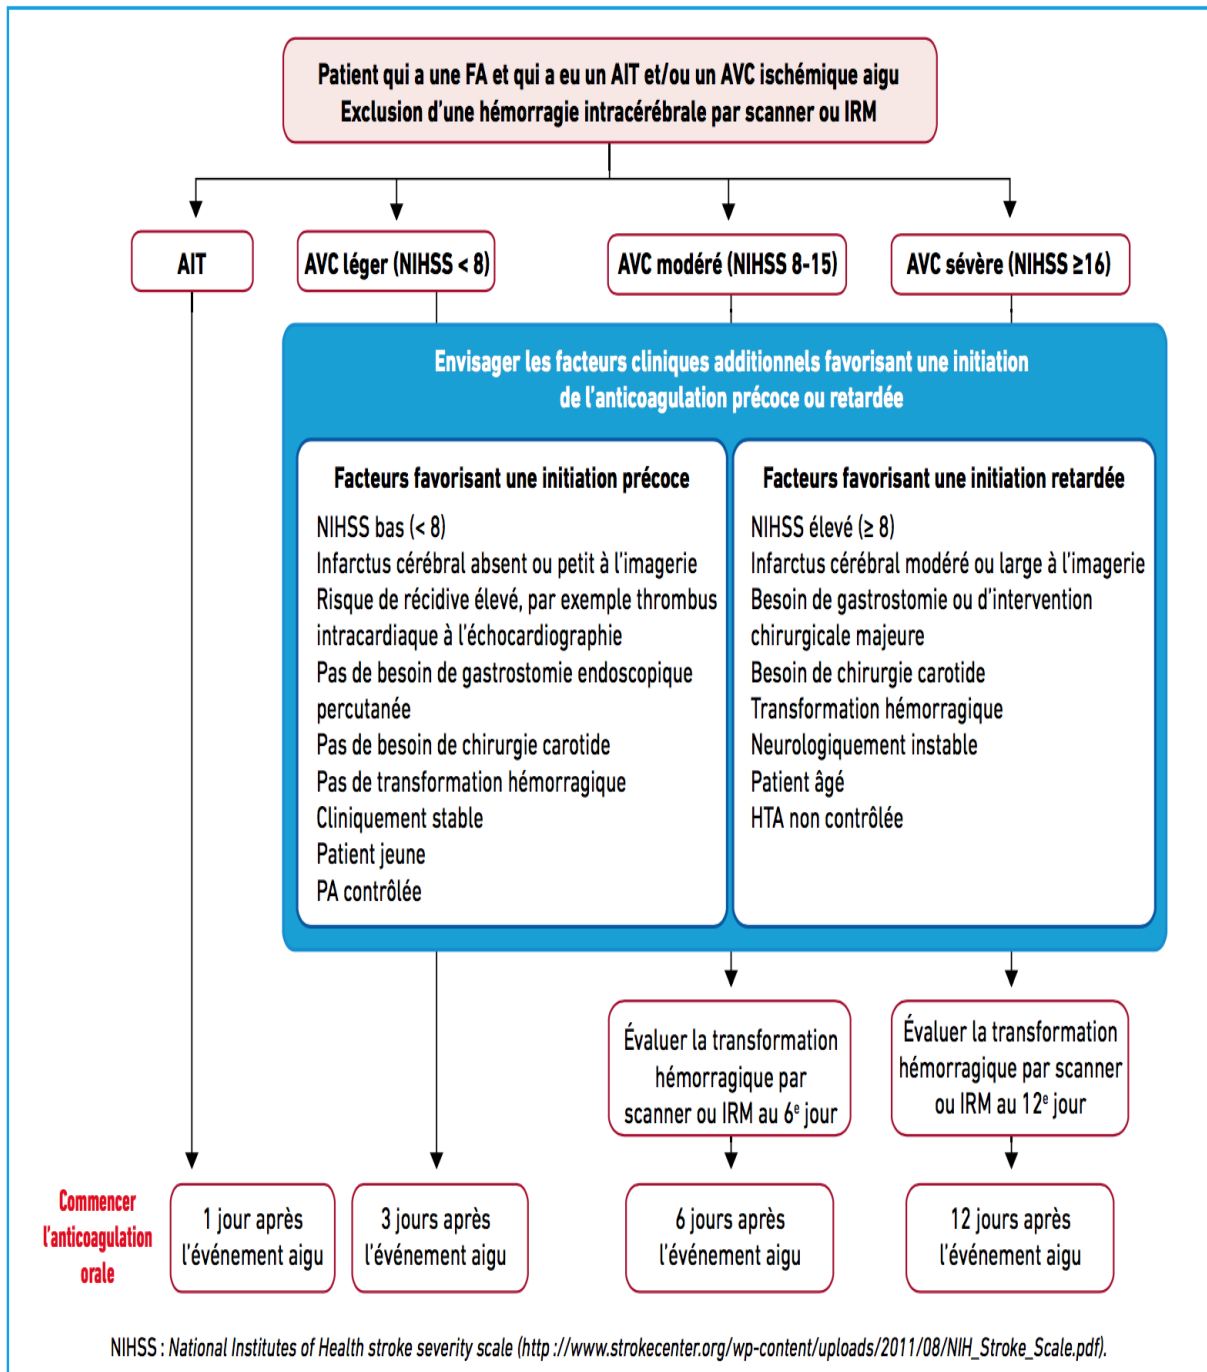 Patient qui a une FA et qui a eu un AIT et/ou un AVC ischémique aigu
Exclusion d’une hémorragie intracérébrale par scanner ou IRM
AIT
AVC léger (NIHSS < 8)
AVC modéré (NIHSS 8-15)
AVC sévère (NIHSS ≥16)
Envisager les facteurs cliniques additionnels favorisant une initiation
de l’anticoagulation précoce ou retardée
Facteurs favorisant une initiation précoce
NIHSS bas (< 8)
Infarctus cérébral absent ou petit à l’imagerie
Risque de récidive élevé, par exemple thrombus
intracardiaque à l’échocardiographie
Pas de besoin de gastrostomie endoscopique
percutanée
Pas de besoin de chirurgie carotide
Pas de transformation hémorragique
Cliniquement stable
Patient jeune
PA contrôlée
Facteurs favorisant une initiation retardée
NIHSS élevé (≥ 8)
Infarctus cérébral modéré ou large à l’imagerie
Besoin de gastrostomie ou d’intervention
chirurgicale majeure
Besoin de chirurgie carotide
Transformation hémorragique
Neurologiquement instable
Patient âgé
HTA non contrôlée
Évaluer la transformation
hémorragique par
scanner ou IRM au 6e jour
Évaluer la transformation
hémorragique par scanner
ou IRM au 12e jour
Commencer
l’anticoagulation
orale
1 jour après
l’événement aigu
3 jours après
l’événement aigu
6 jours après
l’événement aigu
12 jours après
l’événement aigu
NIHSS : National Institutes of Health stroke severity scale (http ://www.strokecenter.org/wp-content/uploads/2011/08/NIH_Stroke_Scale.pdf).